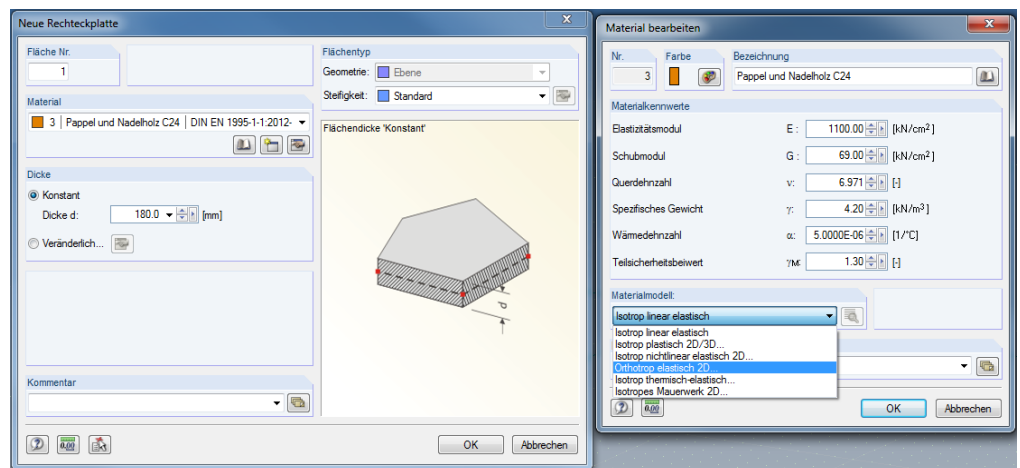 Neue Rechteckplatte
Fläche Nr.
1
Material
3 | Pappel und Nadelholz C24 | DIN EN 1995-1-1:2012-
Dicke
Konstant
Dicke d: 180.0 [mm]
Veränderlich...
Kommentar
0.00
OK
Abbrechen
Flächentyp
Geometrie: Ebene
Steifigkeit: Standard
Flächendicke 'Konstant'
d
Material bearbeiten
Nr. Farbe Bezeichnung
3 Pappel und Nadelholz C24
Materialkennwerte
Elastizitätsmodul E : 1100.00 [kN/cm²]
Schubmodul G : 69.00 [kN/cm²]
Querdehnzahl ν: 6.971 [-]
Spezifisches Gewicht γ: 4.20 [kN/m³]
Wärmedehnzahl α: 5.0000E-06 [1/°C]
Teilsicherheitsbeiwert γM: 1.30 [-]
Materialmodell:
Isotrop linear elastisch
Isotrop linear elastisch
Isotrop plastisch 2D/3D...
Isotrop nichtlinear elastisch 2D...
Orthotrop elastisch 2D...
Isotrop thermisch-elastisch...
Isotropes Mauerwerk 2D...
0.00
OK
Abbrechen